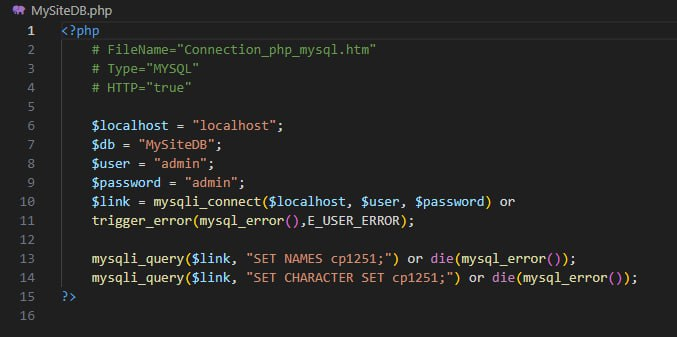 MySiteDB.php
1 <?php
2 # FileName="Connection_php_mysql.htm"
3 # Type="MYSQL"
4 # HTTP="true"
5
6 $localhost = "localhost";
7 $db = "MySiteDB";
8 $user = "admin";
9 $password = "admin";
10 $link = mysqli_connect($localhost, $user, $password) or
11 trigger_error(mysql_error(),E_USER_ERROR);
12
13 mysqli_query($link, "SET NAMES cp1251;") or die(mysql_error());
14 mysqli_query($link, "SET CHARACTER SET cp1251;") or die(mysql_error());
15 ?>
16